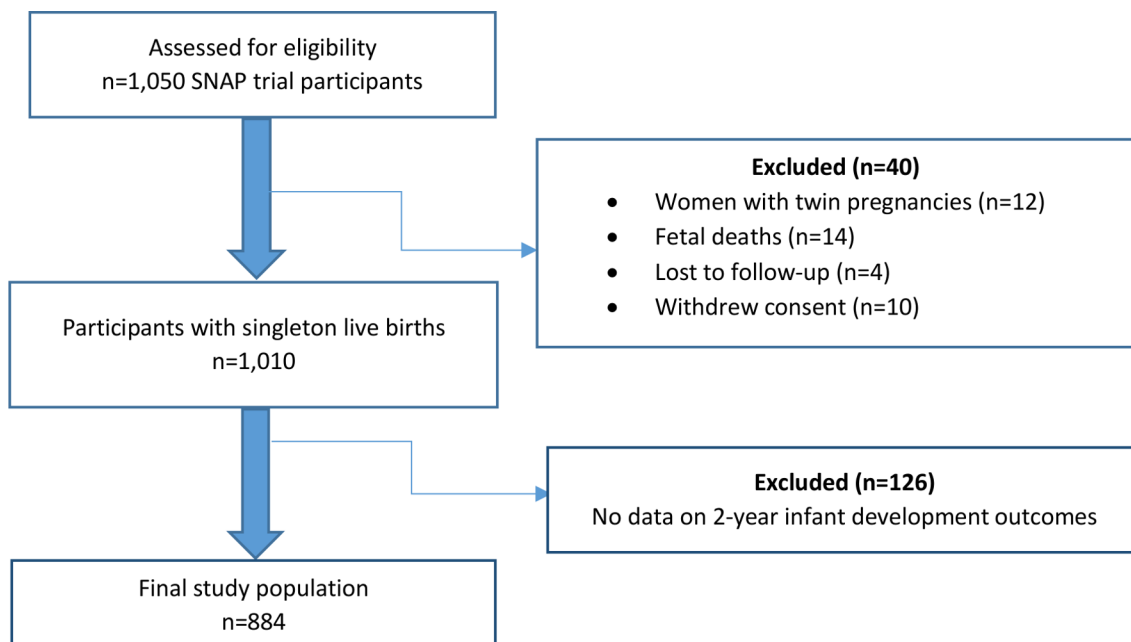 Assessed for eligibility
n=1,050 SNAP trial participants
Excluded (n=40)
• Women with twin pregnancies (n=12)
• Fetal deaths (n=14)
• Lost to follow-up (n=4)
• Withdrew consent (n=10)
Participants with singleton live births
n=1,010
Excluded (n=126)
No data on 2-year infant development outcomes
Final study population
n=884